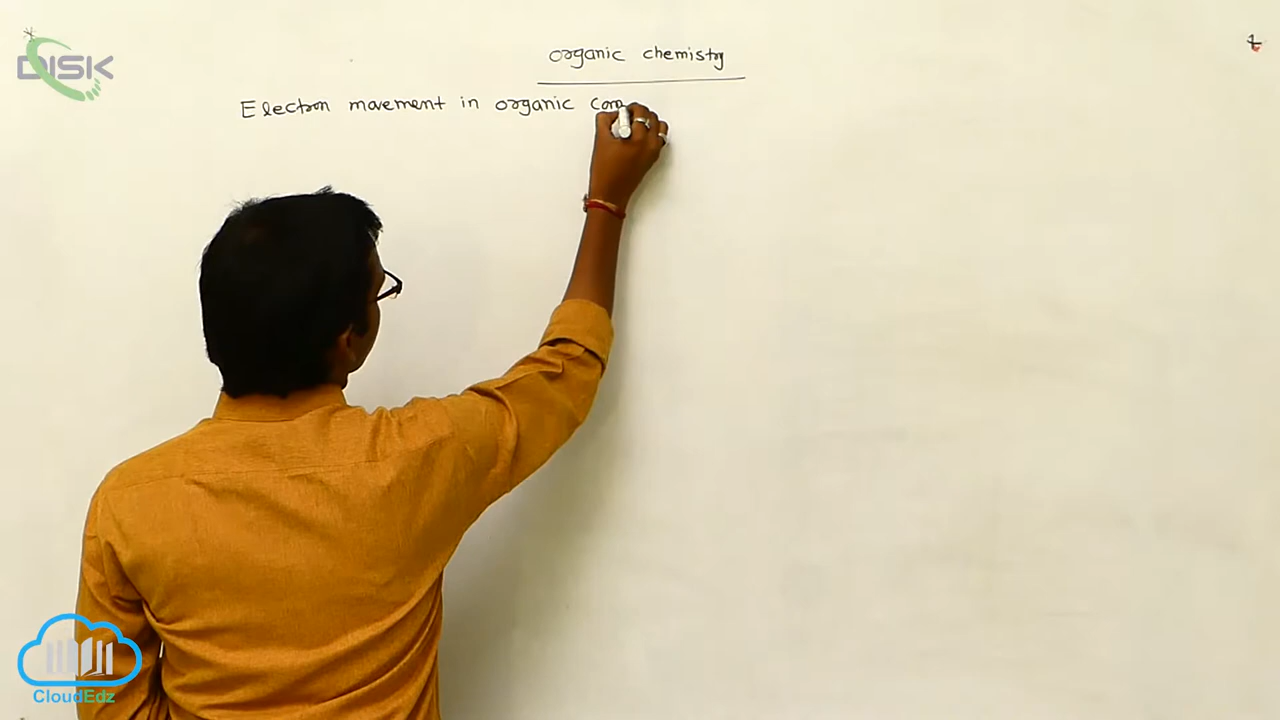 DISK
organic chemistry
Electron movement in organic com
CloudEdz